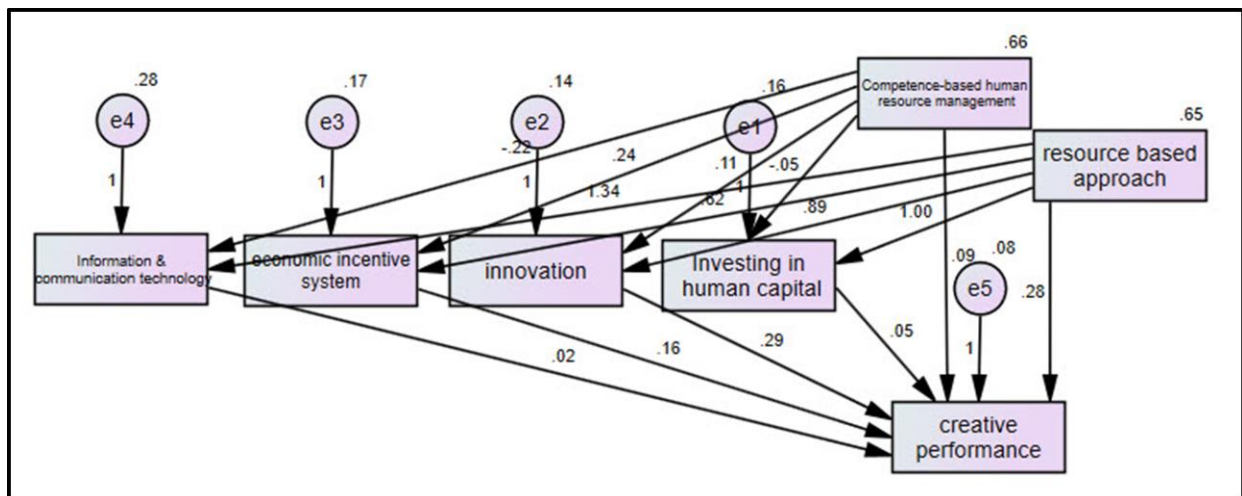 .66
Competence-based human
resource management
.65
resource based
approach
.28
e4
1
.17
e3
1
.14
e2
1
.16
e1
1
-.22
.24
.11
-.05
1.34
.62
.89
1.00
Information &
communication technology
economic incentive
system
innovation
Investing in
human capital
.09
.08
e5
1
.28
.02
.16
.29
.05
creative
performance